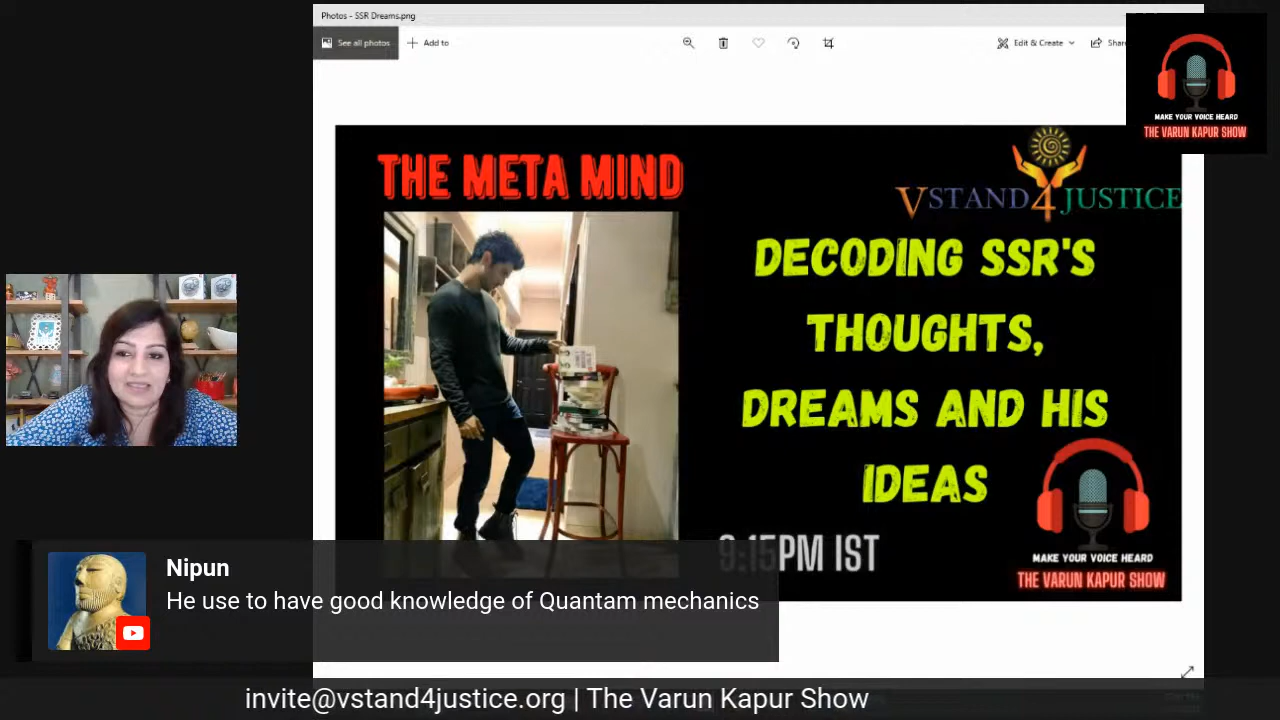 Photos - SSR Dreams.png
See all photos
Add to
Edit & Create
Shar
MAKE YOUR VOICE HEARD
THE VARUN KAPUR SHOW
THE META MIND
VSTAND4JUSTICE
DECODING SSR'S
THOUGHTS,
DREAMS AND HIS
IDEAS
9:15PM IST
MAKE YOUR VOICE HEARD
THE VARUN KAPUR SHOW
Nipun
He use to have good knowledge of Quantam mechanics
invite@vstand4justice.org | The Varun Kapur Show